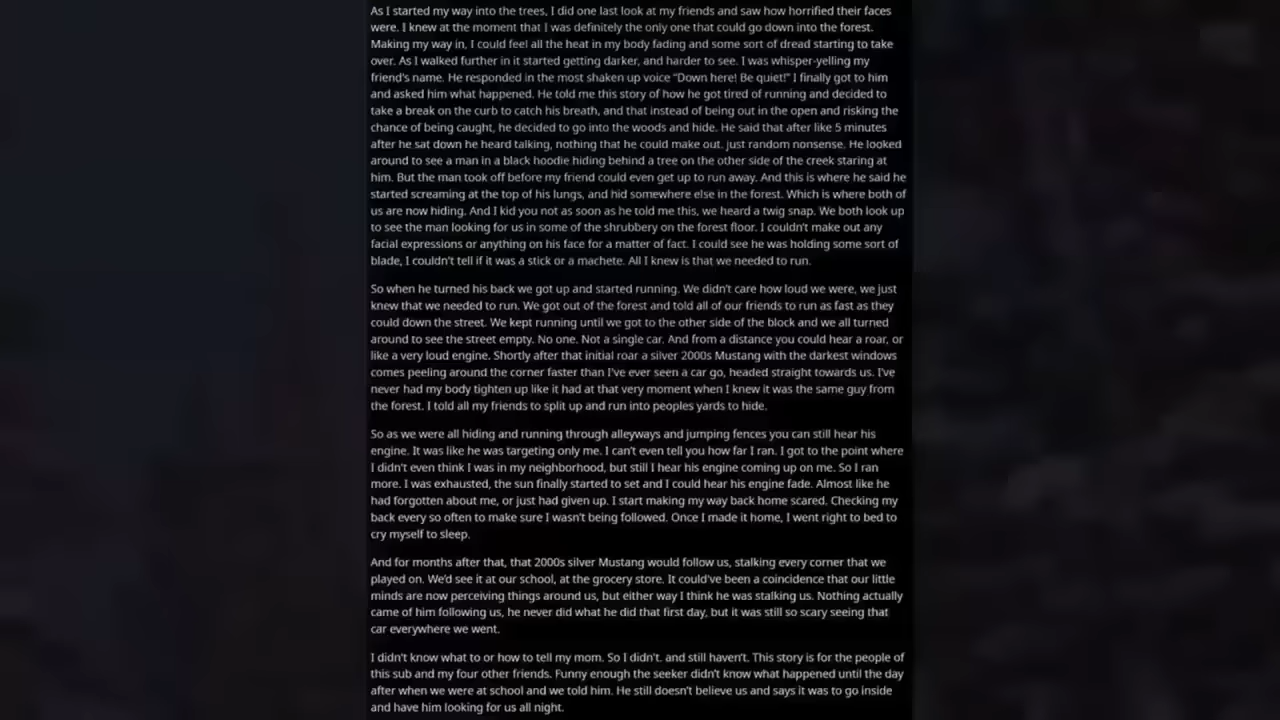 As I started my way into the trees, I did one last look at my friends and saw how horrified their faces
were. I knew at the moment that I was definitely the only one that could go down into the forest.
Making my way in, I could feel all the heat in my body fading and some sort of dread starting to take
over. As I walked further in it started getting darker, and harder to see. I was whisper-yelling my
friend's name. He responded in the most shaken up voice “Down here! Be quiet!” I finally got to him
and asked him what happened. He told me this story of how he got tired of running and decided to
take a break on the curb to catch his breath, and that instead of being out in the open and risking the
chance of being caught, he decided to go into the woods and hide. He said that after like 5 minutes
after he sat down he heard talking, nothing that he could make out. just random nonsense. He looked
around to see a man in a black hoodie hiding behind a tree on the other side of the creek staring at
him. But the man took off before my friend could even get up to run away. And this is where he said he
started screaming at the top of his lungs, and hid somewhere else in the forest. Which is where both of
us are now hiding. And I kid you not as soon as he told me this, we heard a twig snap. We both look up
to see the man looking for us in some of the shrubbery on the forest floor. I couldn't make out any
facial expressions or anything on his face for a matter of fact. I could see he was holding some sort of
blade, I couldn't tell if it was a stick or a machete. All I knew is that we needed to run.
So when he turned his back we got up and started running. We didn't care how loud we were, we just
knew that we needed to run. We got out of the forest and told all of our friends to run as fast as they
could down the street. We kept running until we got to the other side of the block and we all turned
around to see the street empty. No one. Not a single car. And from a distance you could hear a roar, or
like a very loud engine. Shortly after that initial roar a silver 2000s Mustang with the darkest windows
comes peeling around the corner faster than I've ever seen a car go, headed straight towards us. I've
never had my body tighten up like it had at that very moment when I knew it was the same guy from
the forest. I told all my friends to split up and run into peoples yards to hide.
So as we were all hiding and running through alleyways and jumping fences you can still hear his
engine. It was like he was targeting only me. I can't even tell you how far I ran. I got to the point where
I didn't even think I was in my neighborhood, but still I hear his engine coming up on me. So I ran
more. I was exhausted, the sun finally started to set and I could hear his engine fade. Almost like he
had forgotten about me, or just had given up. I start making my way back home scared. Checking my
back every so often to make sure I wasn't being followed. Once I made it home, I went right to bed to
cry myself to sleep.
And for months after that, that 2000s silver Mustang would follow us, stalking every corner that we
played on. We'd see it at our school, at the grocery store. It could've been a coincidence that our little
minds are now perceiving things around us, but either way I think he was stalking us. Nothing actually
came of him following us, he never did what he did that first day, but it was still so scary seeing that
car everywhere we went.
I didn't know what to or how to tell my mom. So I didn't. and still haven't. This story is for the people of
this sub and my four other friends. Funny enough the seeker didn't know what happened until the day
after when we were at school and we told him. He still doesn't believe us and says it was to go inside
and have him looking for us all night.